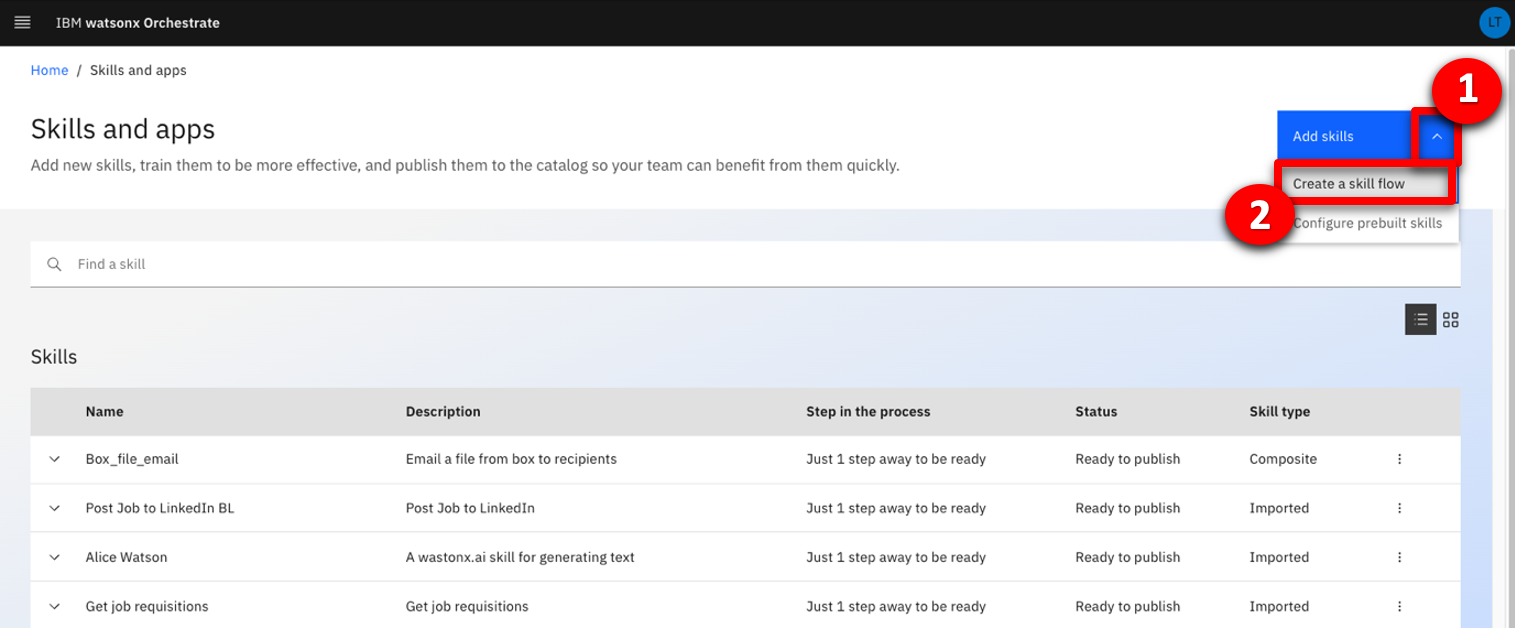 IBM watsonx Orchestrate
LT
Home / Skills and apps
1
Skills and apps
Add skills
Add new skills, train them to be more effective, and publish them to the catalog so your team can benefit from them quickly.
Create a skill flow
2
Configure prebuilt skills
Find a skill
Skills
Name Description Step in the process Status Skill type
Box_file_email Email a file from box to recipients Just 1 step away to be ready Ready to publish Composite
Post Job to LinkedIn BL Post Job to LinkedIn Just 1 step away to be ready Ready to publish Imported
Alice Watson A wastonx.ai skill for generating text Just 1 step away to be ready Ready to publish Imported
Get job requisitions Get job requisitions Just 1 step away to be ready Ready to publish Imported